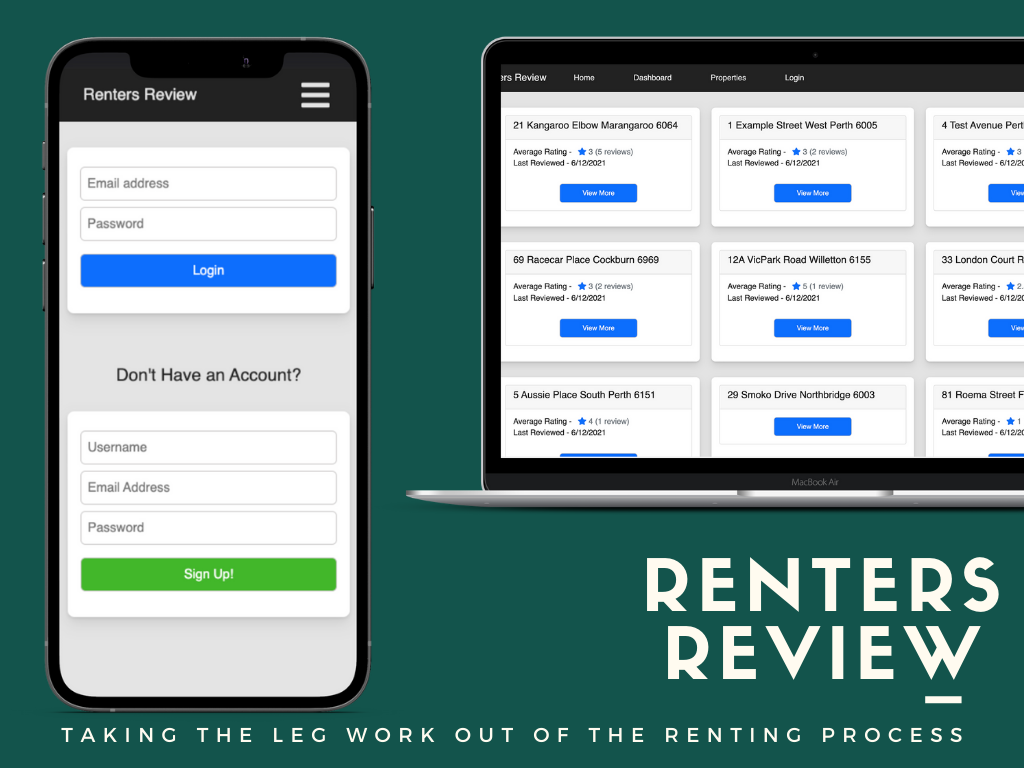 Renters Review
Email address
Password
Login
Don't Have an Account?
Username
Email Address
Password
Sign Up!
ers Review Home Dashboard Properties Login
21 Kangaroo Elbow Marangaroo 6064
Average Rating - 3 (5 reviews)
Last Reviewed - 6/12/2021
View More
1 Example Street West Perth 6005
Average Rating - 3 (2 reviews)
Last Reviewed - 6/12/2021
View More
4 Test Avenue Pert
Average Rating - 3
Last Reviewed - 6/12/20
View
69 Racecar Place Cockburn 6969
Average Rating - 3 (2 reviews)
Last Reviewed - 6/12/2021
View More
12A VicPark Road Willetton 6155
Average Rating - 5 (1 review)
Last Reviewed - 6/12/2021
View More
33 London Court R
Average Rating - 2.
Last Reviewed - 6/12/20
View
5 Aussie Place South Perth 6151
Average Rating - 4 (1 review)
Last Reviewed - 6/12/2021
29 Smoko Drive Northbridge 6003
View More
81 Roema Street F
Average Rating - 1
Last Reviewed - 6/12/20
MacBook Air
RENTERS
REVIEW
TAKING THE LEG WORK OUT OF THE RENTING PROCESS